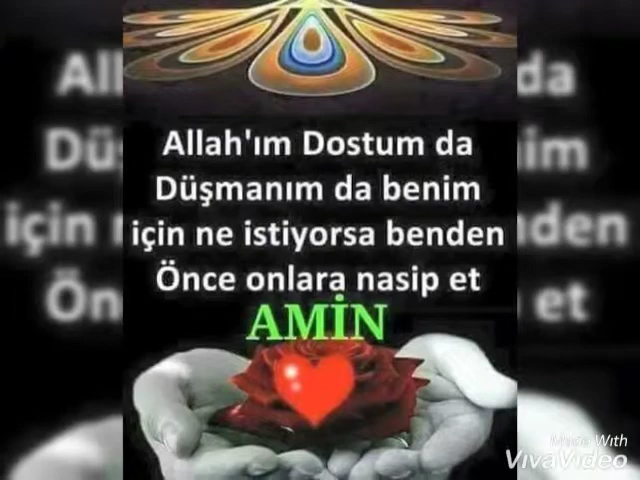 Allah'ım Dostum da
Düşmanım da benim
için ne istiyorsa benden
Önce onlara nasip et
AMİN
Made With
VivaVideo